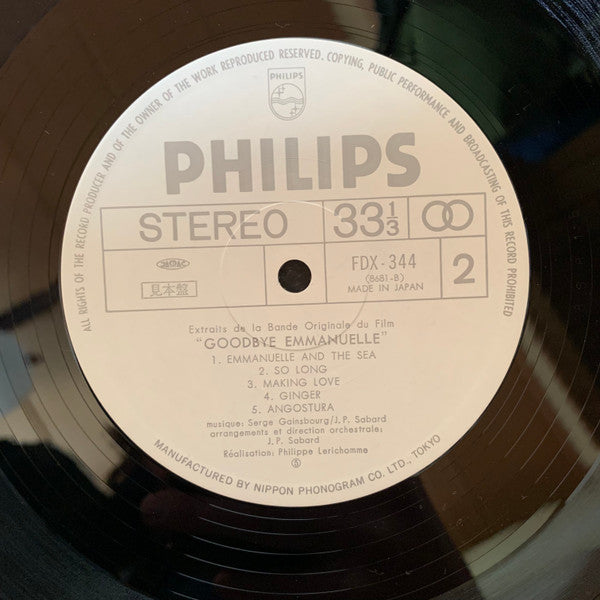 ALL RIGHTS OF THE RECORD PRODUCER AND OF THE OWNER OF THE WORK REPRODUCED RESERVED. COPYING, PUBLIC PERFORMANCE AND BROADCASTING OF THIS RECORD PROHIBITED
PHILIPS
PHILIPS
STEREO 33 1/3
JASRAC FDX-344 2
(8681-B)
見本盤 MADE IN JAPAN
Extraits de la Bande Originale du Film
"GOODBYE EMMANUELLE"
1. EMMANUELLE AND THE SEA
2. SO LONG
3. MAKING LOVE
4. GINGER
5. ANGOSTURA
musique: Serge Gainsbourg/J.P. Sabard
arrangements et direction orchestrale:
J.P. Sabard
Réalisation: Philippe Lerichomme
Ⓢ
MANUFACTURED BY NIPPON PHONOGRAM CO. LTD., TOKYO